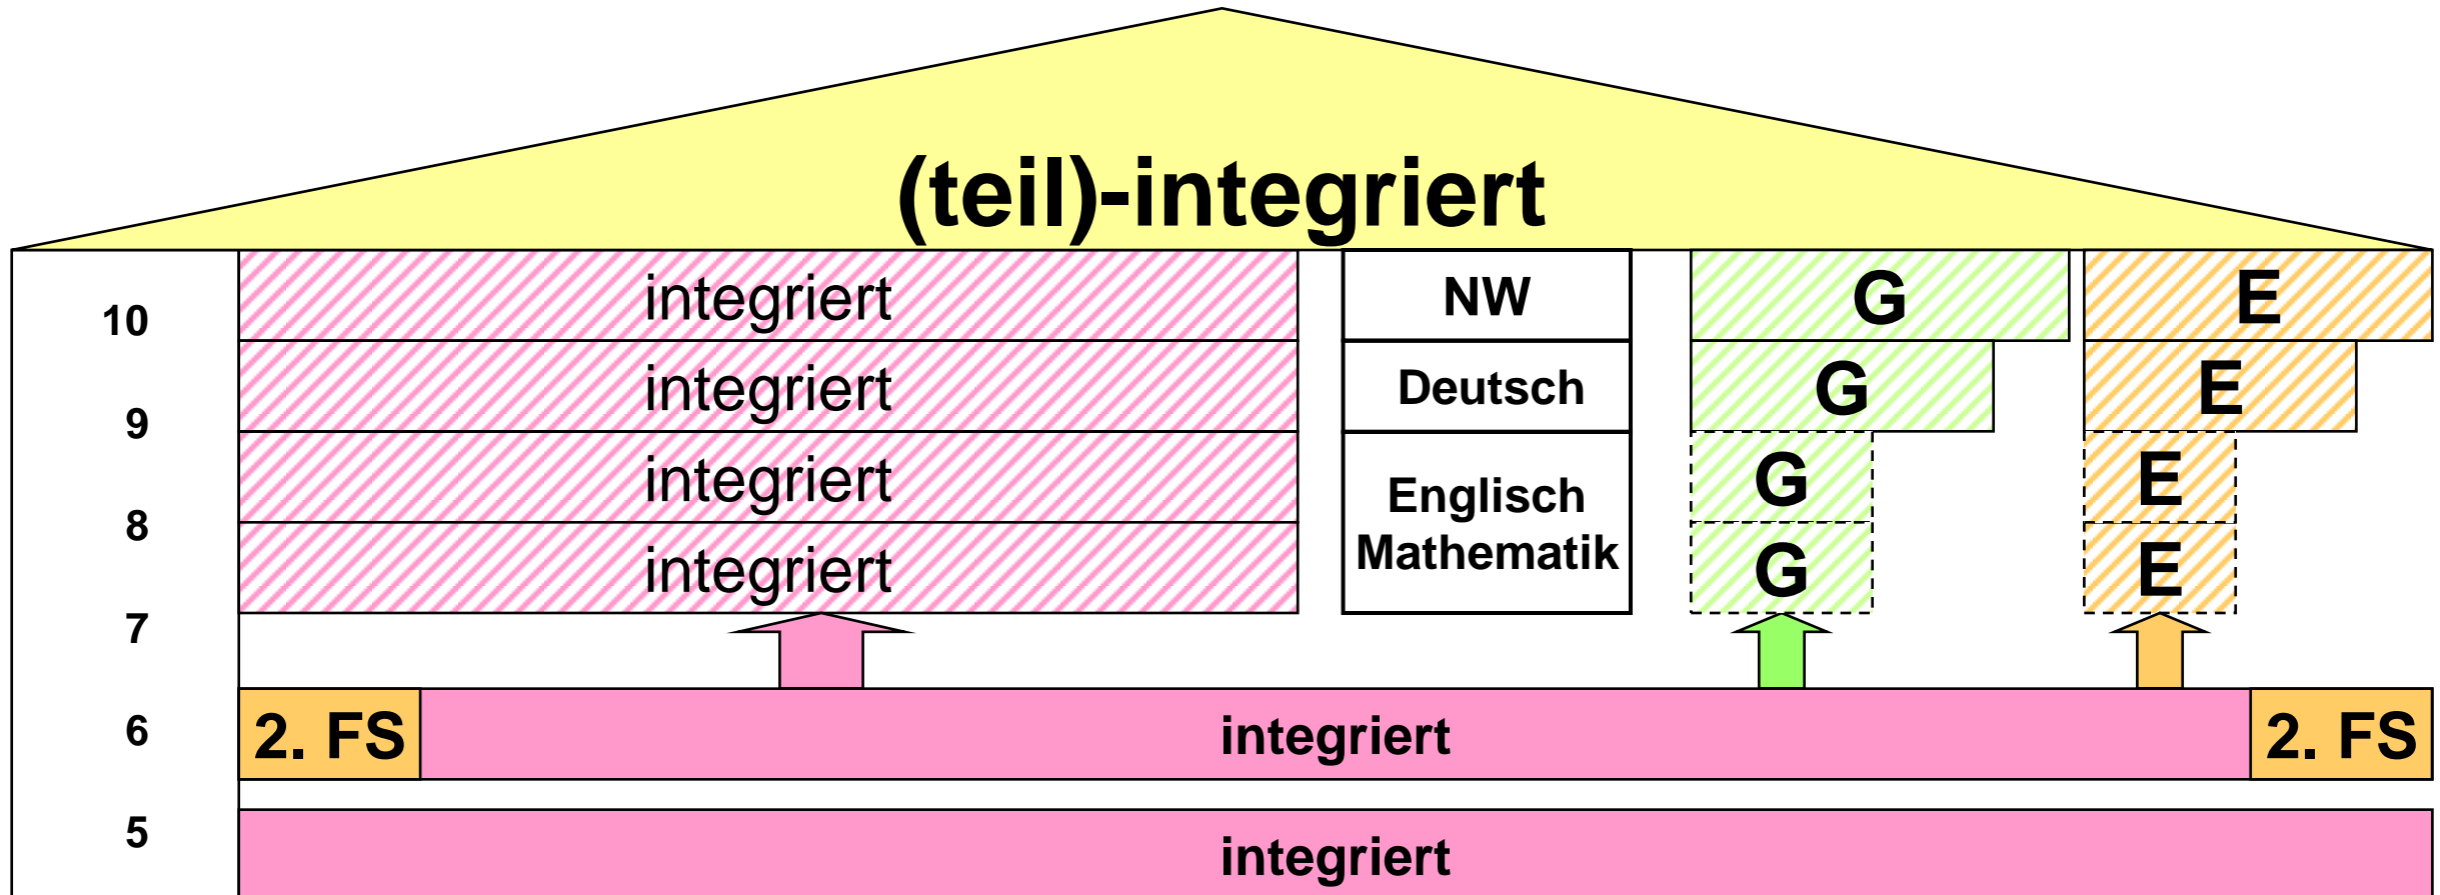 (teil)-integriert
10
integriert
NW
G
E
9
integriert
Deutsch
G
E
8
integriert
Englisch
Mathematik
G
E
7
integriert
G
E
6
2. FS
integriert
2. FS
5
integriert